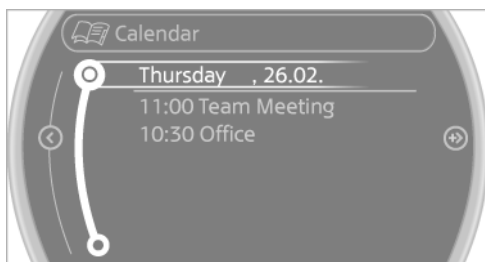 Calendar
Thursday , 26.02.
11:00 Team Meeting
10:30 Office